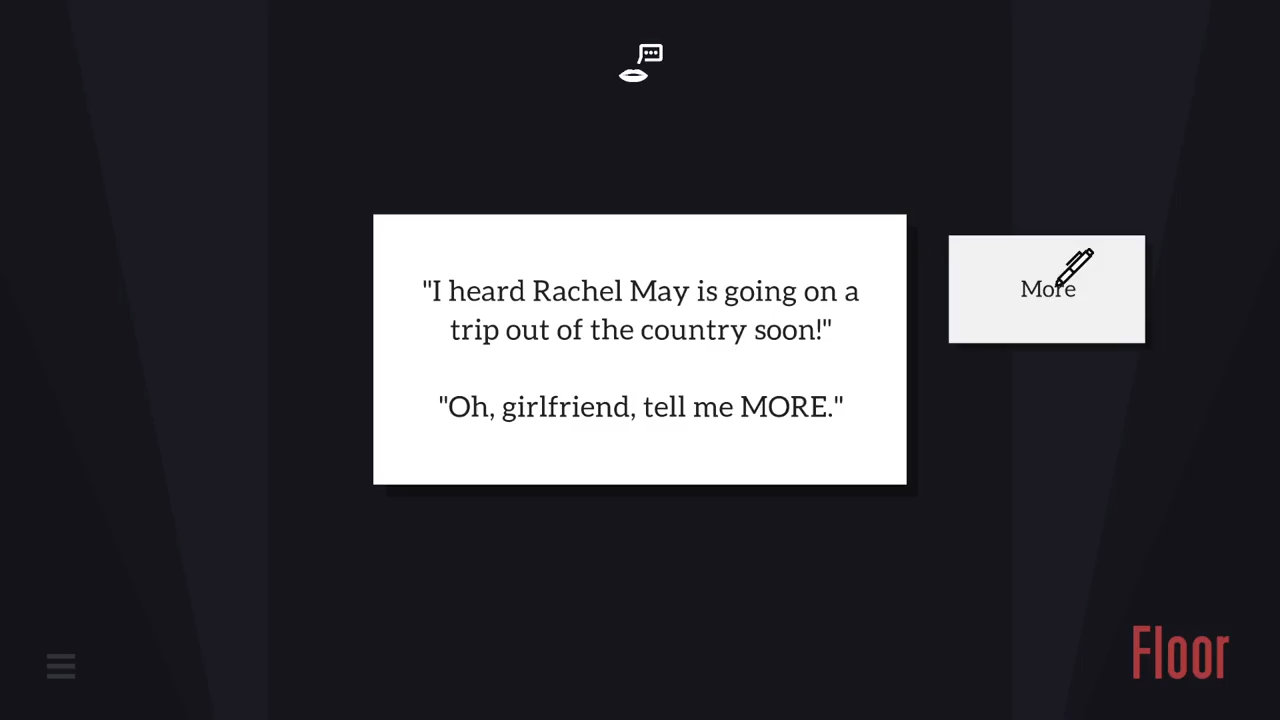 "I heard Rachel May is going on a
trip out of the country soon!"
"Oh, girlfriend, tell me MORE."
More
Floor